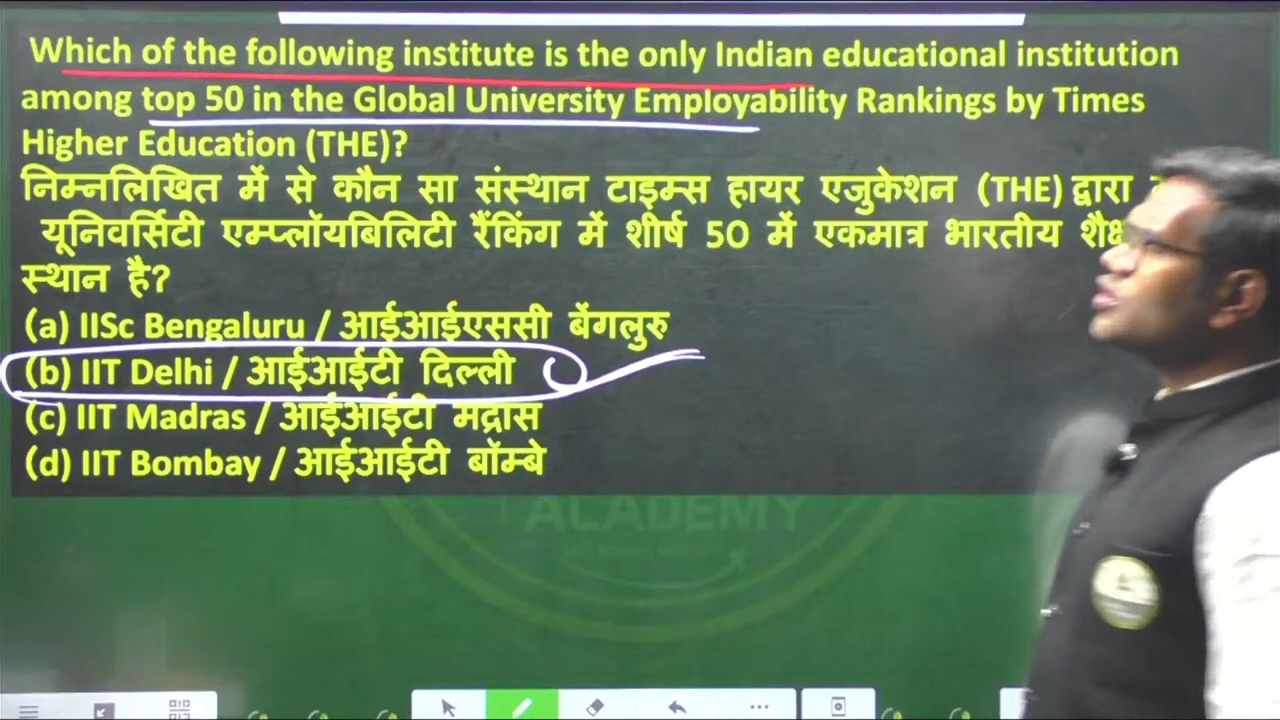 Which of the following institute is the only Indian educational institution
among top 50 in the Global University Employability Rankings by Times
Higher Education (THE)?
निम्नलिखित में से कौन सा संस्थान टाइम्स हायर एजुकेशन (THE) द्वारा
यूनिवर्सिटी एम्प्लॉयबिलिटी रैंकिंग में शीर्ष 50 में एकमात्र भारतीय
स्थान है?
(a) IISc Bengaluru / आईआईएससी बेंगलुरु
(b) IIT Delhi / आईआईटी दिल्ली
(c) IIT Madras / आईआईटी मद्रास
(d) IIT Bombay / आईआईटी बॉम्बे
ACADEMY